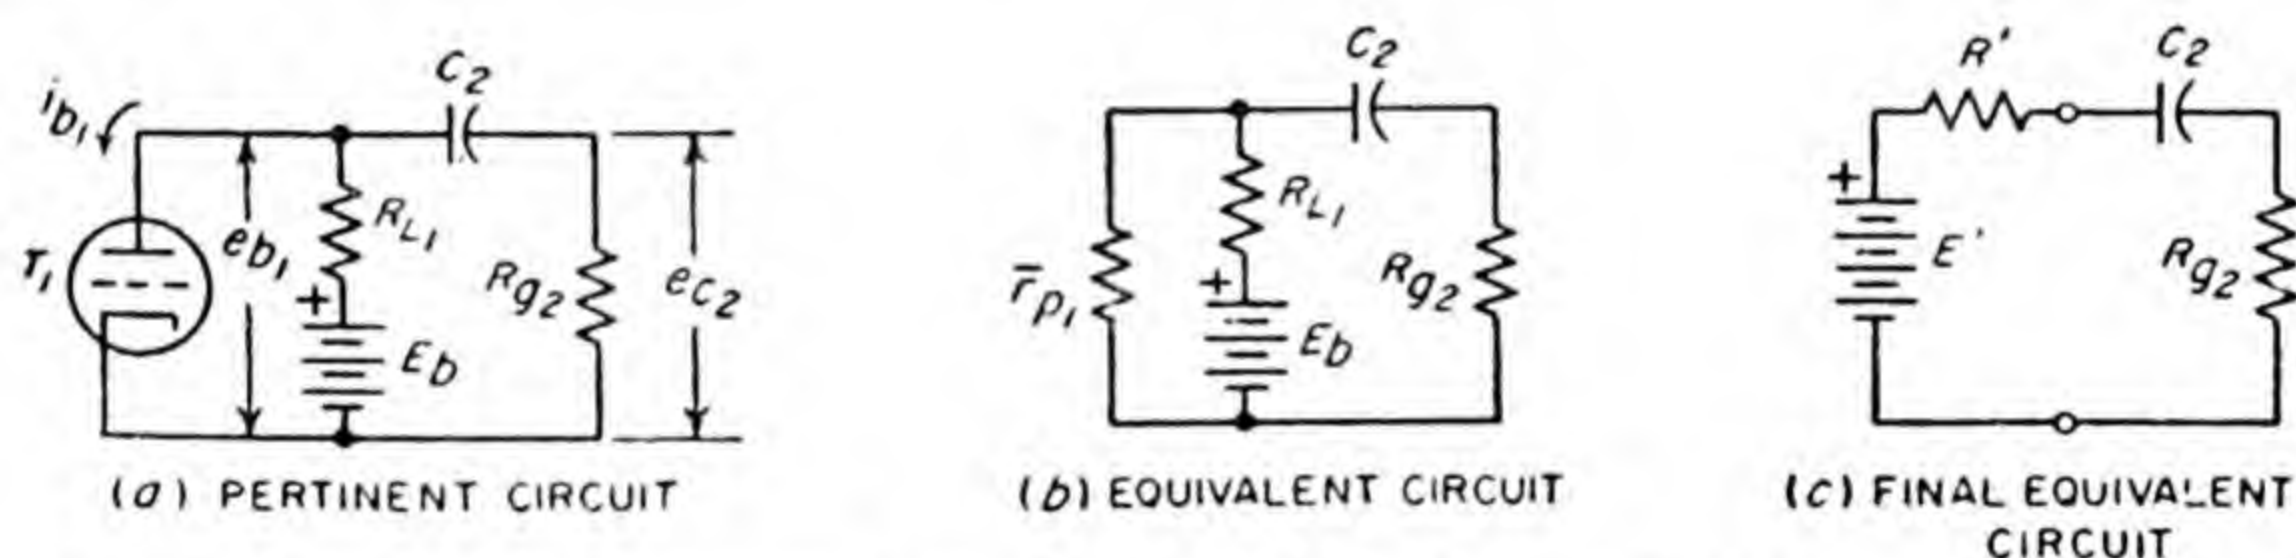 C2
ib1
eb1
RL1
T1
Rg2
ec2
+
Eb
(a) PERTINENT CIRCUIT
C2
RL1
r̄p1
Rg2
+
Eb
(b) EQUIVALENT CIRCUIT
R'
C2
+
E'
Rg2
(c) FINAL EQUIVALENT
CIRCUIT